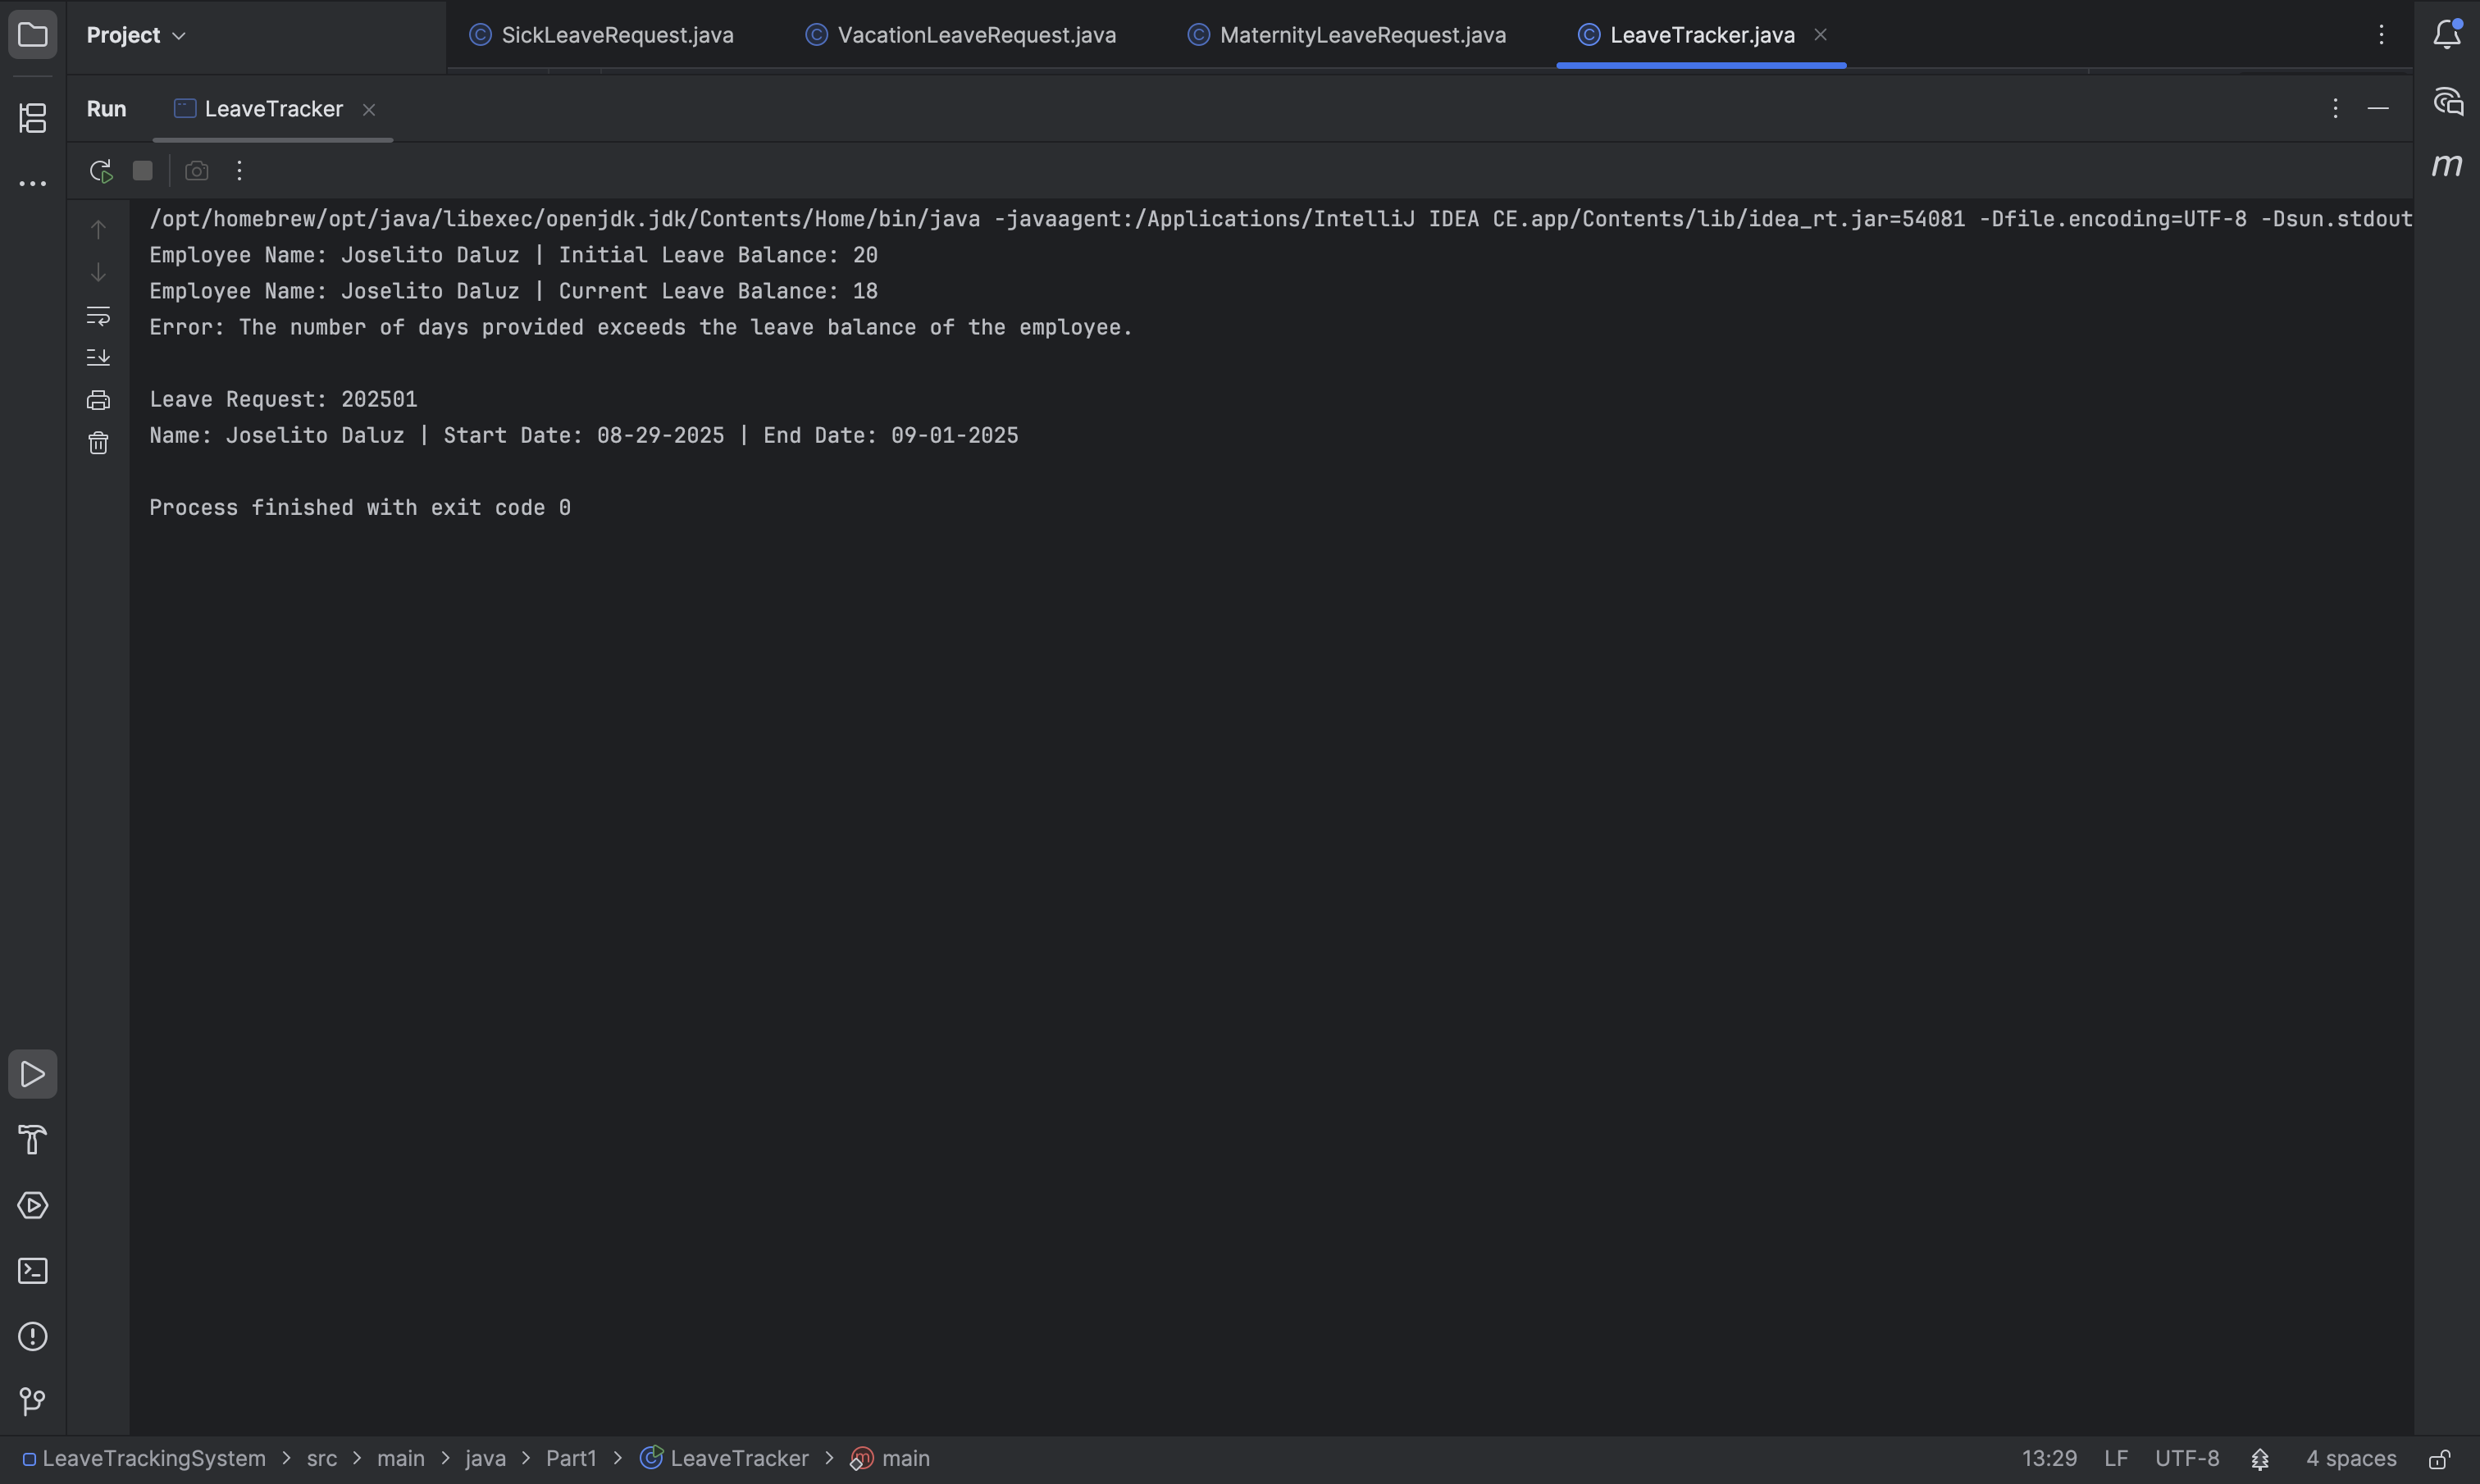 Project
SickLeaveRequest.java
VacationLeaveRequest.java
MaternityLeaveRequest.java
LeaveTracker.java
Run
LeaveTracker
/opt/homebrew/opt/java/libexec/openjdk.jdk/Contents/Home/bin/java -javaagent:/Applications/IntelliJ IDEA CE.app/Contents/lib/idea_rt.jar=54081 -Dfile.encoding=UTF-8 -Dsun.stdout
Employee Name: Joselito Daluz | Initial Leave Balance: 20
Employee Name: Joselito Daluz | Current Leave Balance: 18
Error: The number of days provided exceeds the leave balance of the employee.
Leave Request: 202501
Name: Joselito Daluz | Start Date: 08-29-2025 | End Date: 09-01-2025
Process finished with exit code 0
LeaveTrackingSystem > src > main > java > Part1 > LeaveTracker > main
13:29 LF UTF-8 4 spaces